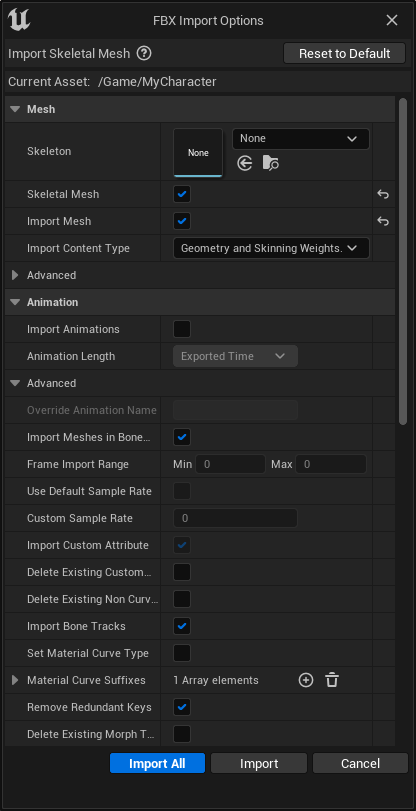 FBX Import Options
Import Skeletal Mesh ?
Reset to Default
Current Asset: /Game/MyCharacter
Mesh
Skeleton
None
None
Skeletal Mesh
Import Mesh
Import Content Type
Geometry and Skinning Weights.
Advanced
Animation
Import Animations
Animation Length
Exported Time
Advanced
Override Animation Name
Import Meshes in Bone...
Frame Import Range
Min 0
Max 0
Use Default Sample Rate
Custom Sample Rate
0
Import Custom Attribute
Delete Existing Custom...
Delete Existing Non Curv...
Import Bone Tracks
Set Material Curve Type
Material Curve Suffixes
1 Array elements
Remove Redundant Keys
Delete Existing Morph T...
Import All
Import
Cancel